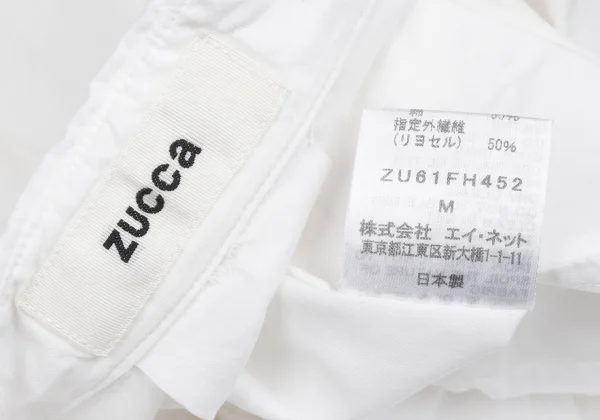 zucca
綿
指定外繊維
(リヨセル) 50%
ZU61FH452
M
株式会社 エイ・ネット
東京都江東区新大橋1-1-11
日本製